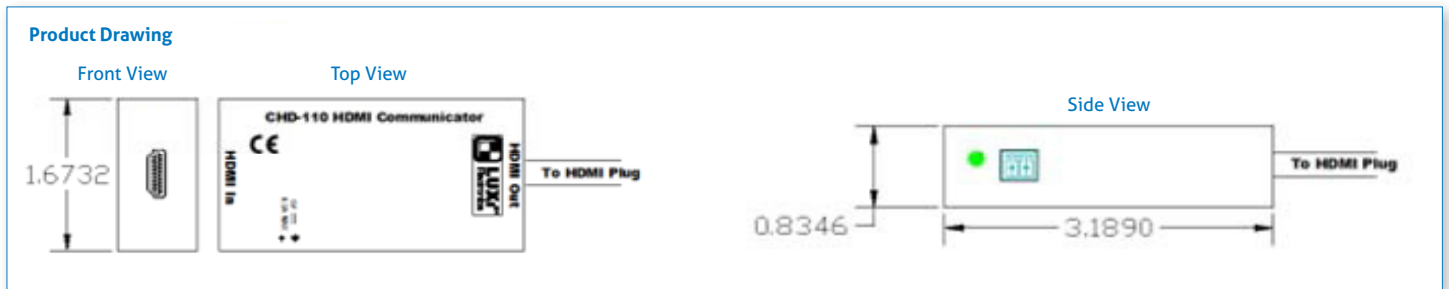 Product Drawing
Front View
Top View
Side View
1.6732
CHD-110 HDMI Communicator
CE
HDMI In
LUXI
HDMI Out
To HDMI Plug
To HDMI Plug
0.8346
3.1890